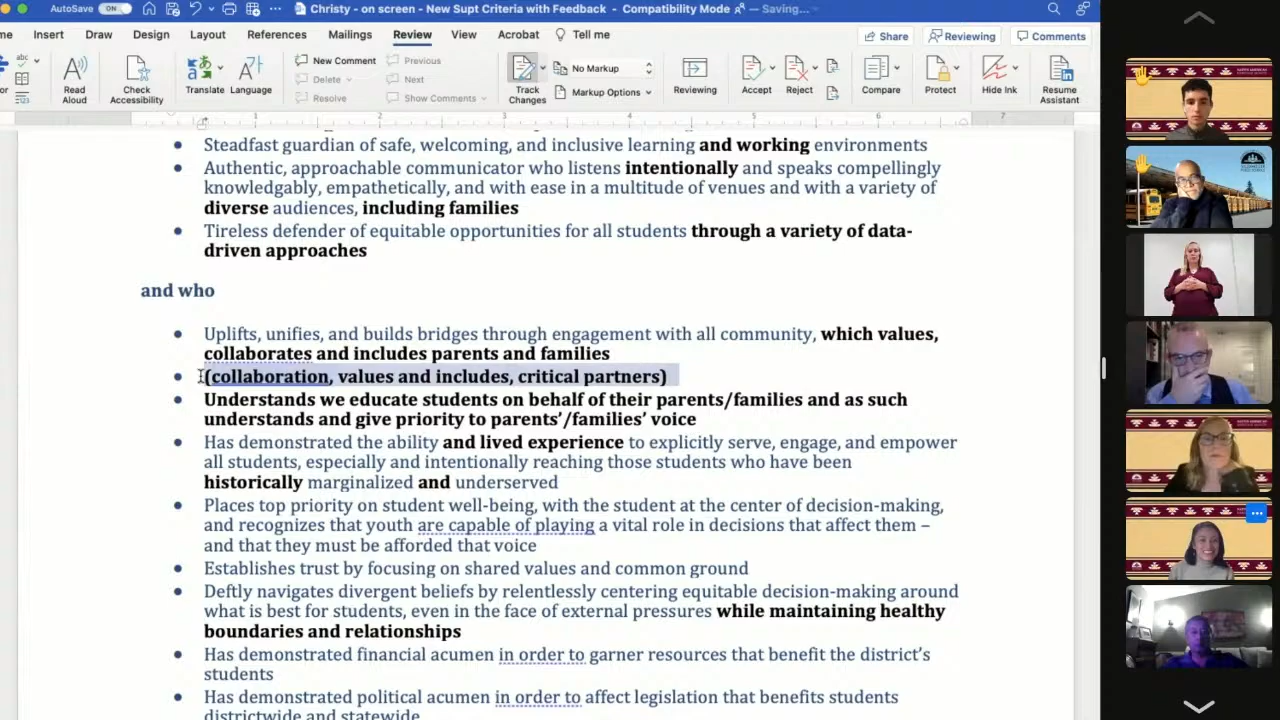 AutoSave ON Christy - on screen - New Supt Criteria with Feedback - Compatibility Mode — Saving...
me Insert Draw Design Layout References Mailings Review View Acrobat Tell me Share Reviewing Comments
Read Aloud
Check Accessibility
Translate
Language
New Comment
Delete
Resolve
Previous
Next
Show Comments
Track Changes
No Markup
Markup Options
Reviewing
Accept
Reject
Compare
Protect
Hide Ink
Resume Assistant
1 2 3 4 5 6 7
• Steadfast guardian of safe, welcoming, and inclusive learning and working environments
• Authentic, approachable communicator who listens intentionally and speaks compellingly
knowledgably, empathetically, and with ease in a multitude of venues and with a variety of
diverse audiences, including families
• Tireless defender of equitable opportunities for all students through a variety of data-
driven approaches
and who
• Uplifts, unifies, and builds bridges through engagement with all community, which values,
collaborates and includes parents and families
• (collaboration, values and includes, critical partners)
• Understands we educate students on behalf of their parents/families and as such
understands and give priority to parents’/families’ voice
• Has demonstrated the ability and lived experience to explicitly serve, engage, and empower
all students, especially and intentionally reaching those students who have been
historically marginalized and underserved
• Places top priority on student well-being, with the student at the center of decision-making,
and recognizes that youth are capable of playing a vital role in decisions that affect them –
and that they must be afforded that voice
• Establishes trust by focusing on shared values and common ground
• Deftly navigates divergent beliefs by relentlessly centering equitable decision-making around
what is best for students, even in the face of external pressures while maintaining healthy
boundaries and relationships
• Has demonstrated financial acumen in order to garner resources that benefit the district’s
students
• Has demonstrated political acumen in order to affect legislation that benefits students
districtwide and statewide